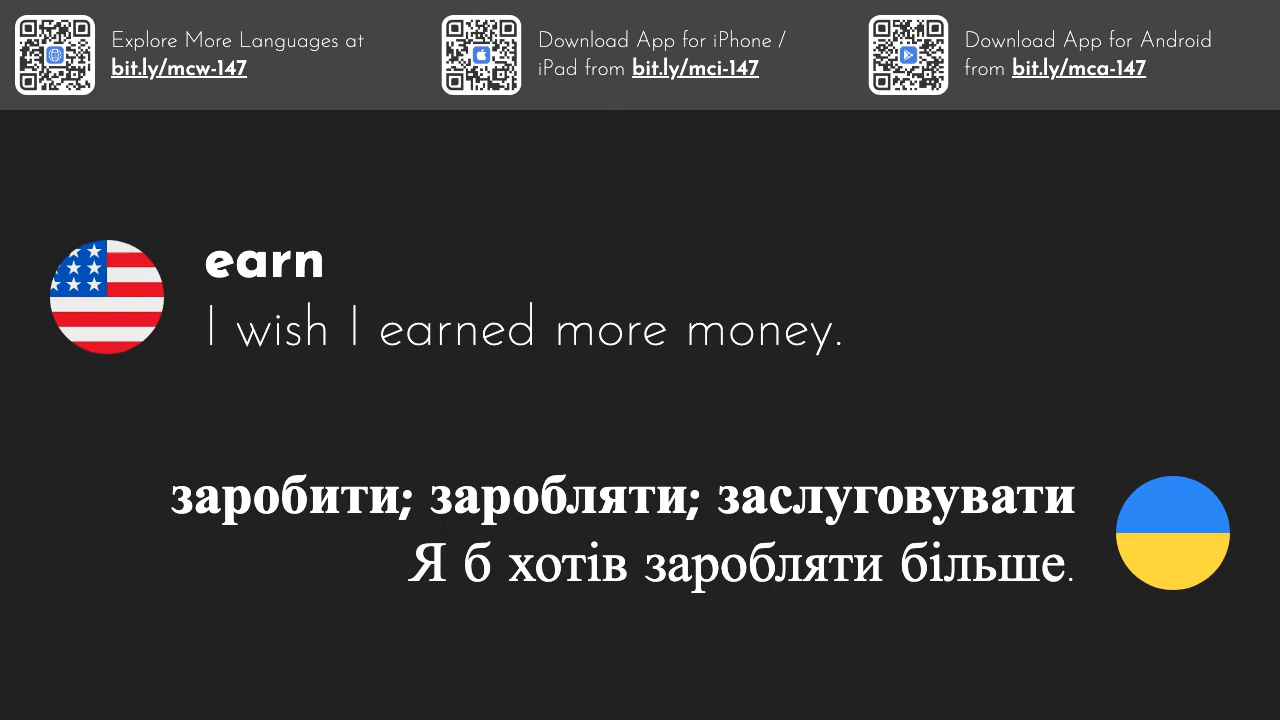 Explore More Languages at
bit.ly/mcw-147
Download App for iPhone /
iPad from bit.ly/mci-147
Download App for Android
from bit.ly/mca-147
earn
I wish I earned more money.
заробити; заробляти; заслуговувати
Я б хотів заробляти більше.